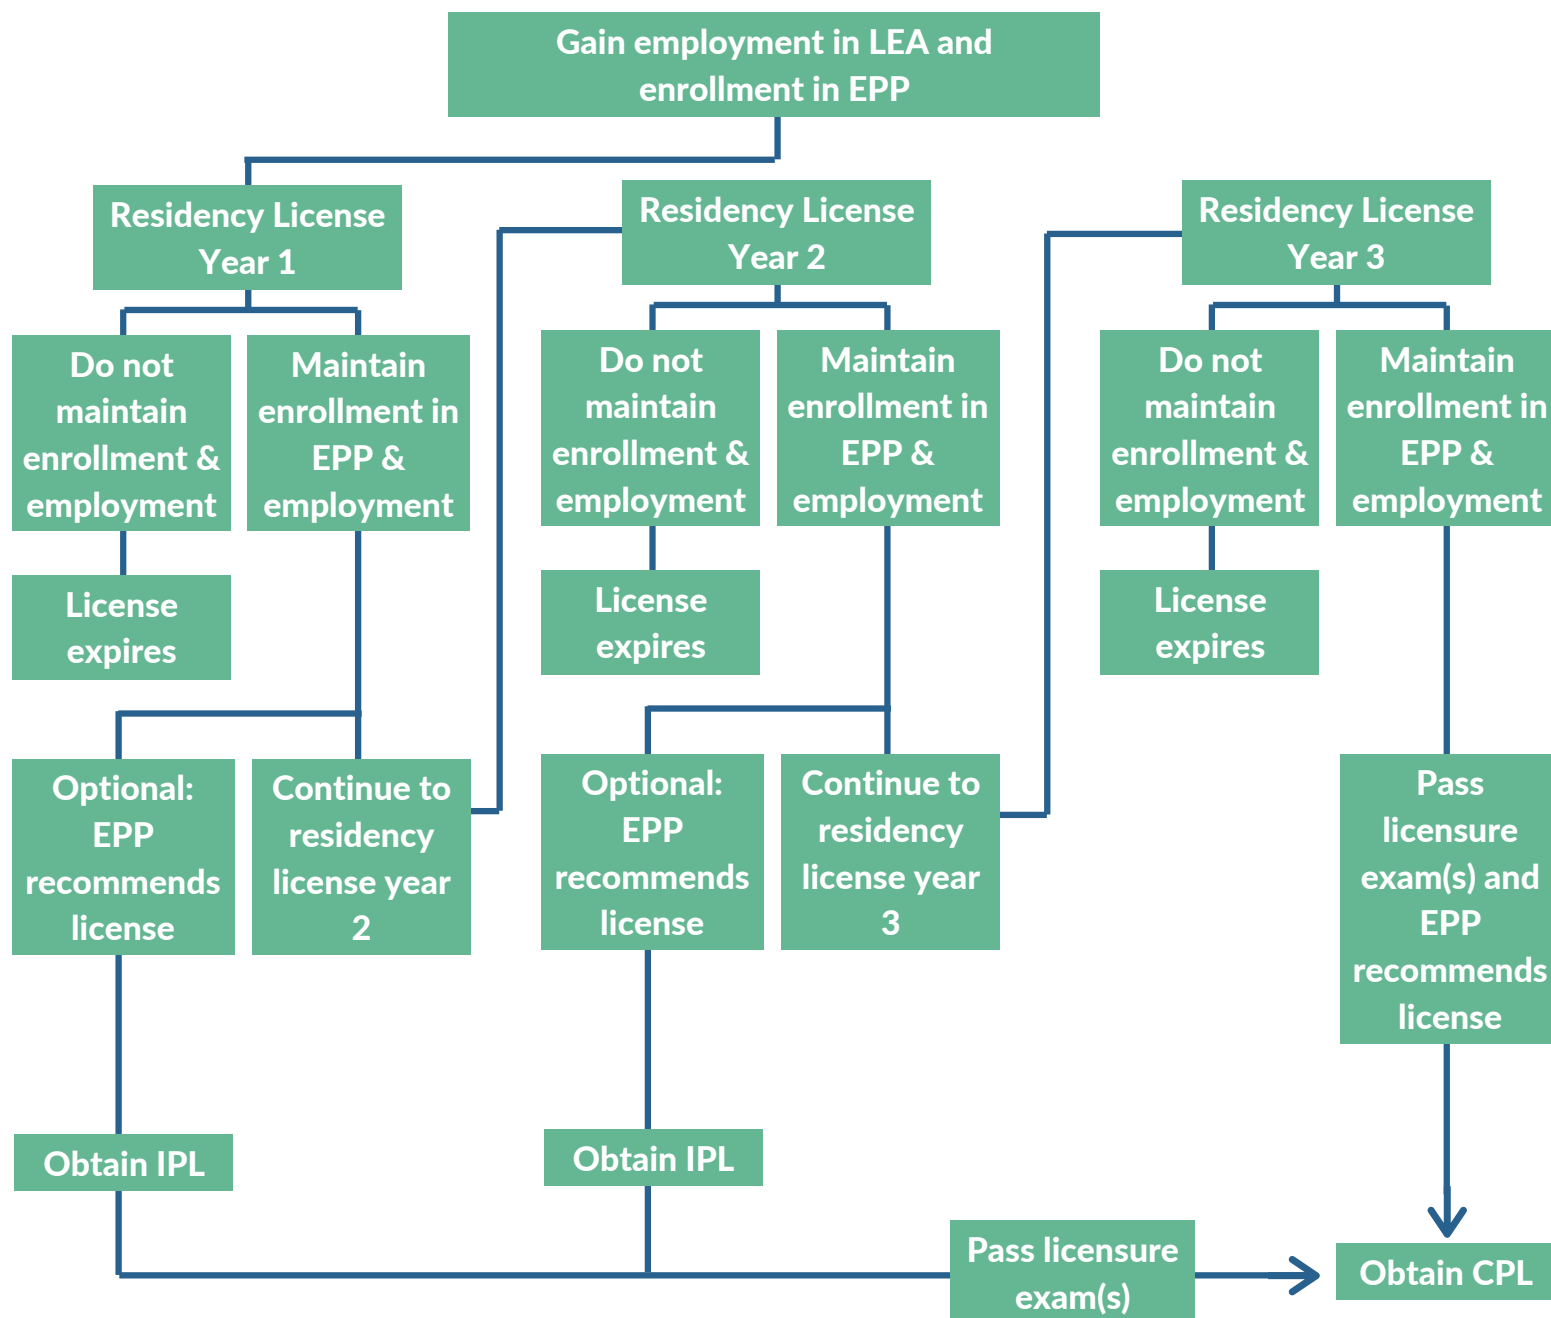 Gain employment in LEA and
enrollment in EPP
Residency License
Year 1
Residency License
Year 2
Residency License
Year 3
Do not
maintain
enrollment &
employment
Maintain
enrollment in
EPP &
employment
Do not
maintain
enrollment &
employment
Maintain
enrollment in
EPP &
employment
Do not
maintain
enrollment &
employment
Maintain
enrollment in
EPP &
employment
License
expires
License
expires
License
expires
Optional:
EPP
recommends
license
Continue to
residency
license year
2
Optional:
EPP
recommends
license
Continue to
residency
license year
3
Pass
licensure
exam(s) and
EPP
recommends
license
Obtain IPL
Obtain IPL
Pass licensure
exam(s)
Obtain CPL